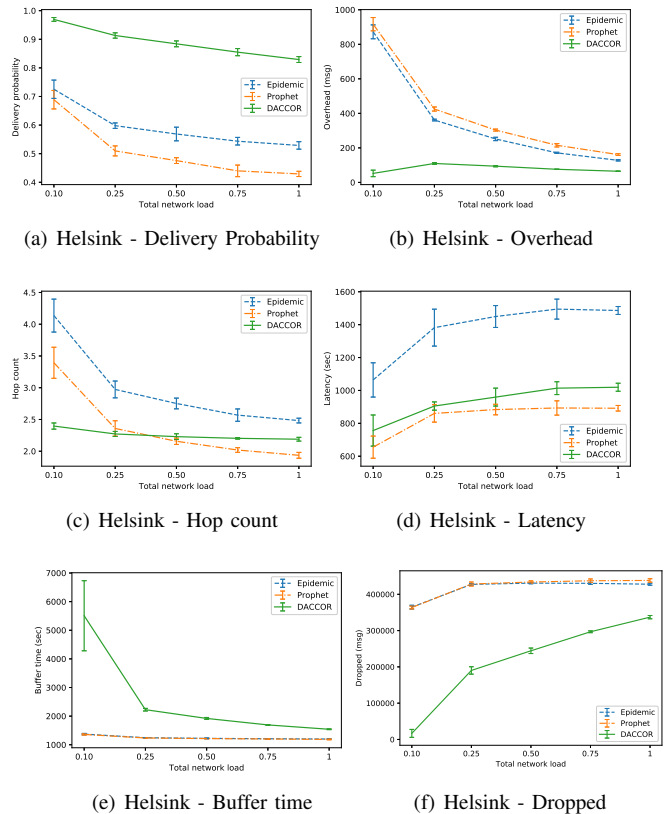 1.0
0.9
0.8
0.7
0.6
0.5
0.4
Delivery probability
Epidemic
Prophet
DACCOR
0.10 0.25 0.50 0.75 1
Total network load
(a) Helsink - Delivery Probability
1000
800
600
400
200
0
Overhead (msg)
Epidemic
Prophet
DACCOR
0.10 0.25 0.50 0.75 1
Total network load
(b) Helsink - Overhead
4.5
4.0
3.5
3.0
2.5
2.0
Hop count
Epidemic
Prophet
DACCOR
0.10 0.25 0.50 0.75 1
Total network load
(c) Helsink - Hop count
1600
1400
1200
1000
800
600
Latency (sec)
Epidemic
Prophet
DACCOR
0.10 0.25 0.50 0.75 1
Total network load
(d) Helsink - Latency
7000
6000
5000
4000
3000
2000
1000
Buffer time (sec)
Epidemic
Prophet
DACCOR
0.10 0.25 0.50 0.75 1
Total network load
(e) Helsink - Buffer time
400000
300000
200000
100000
0
Dropped (msg)
Epidemic
Prophet
DACCOR
0.10 0.25 0.50 0.75 1
Total network load
(f) Helsink - Dropped